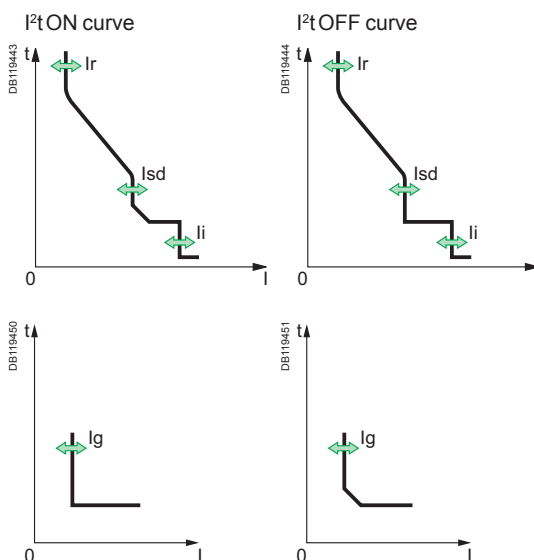 I²t ON curve
I²t OFF curve
DB119443
t
Ir
Isd
Ii
0
I
DB119444
t
Ir
Isd
Ii
0
DB119450
t
Ig
0
I
DB119451
t
Ig
0
I